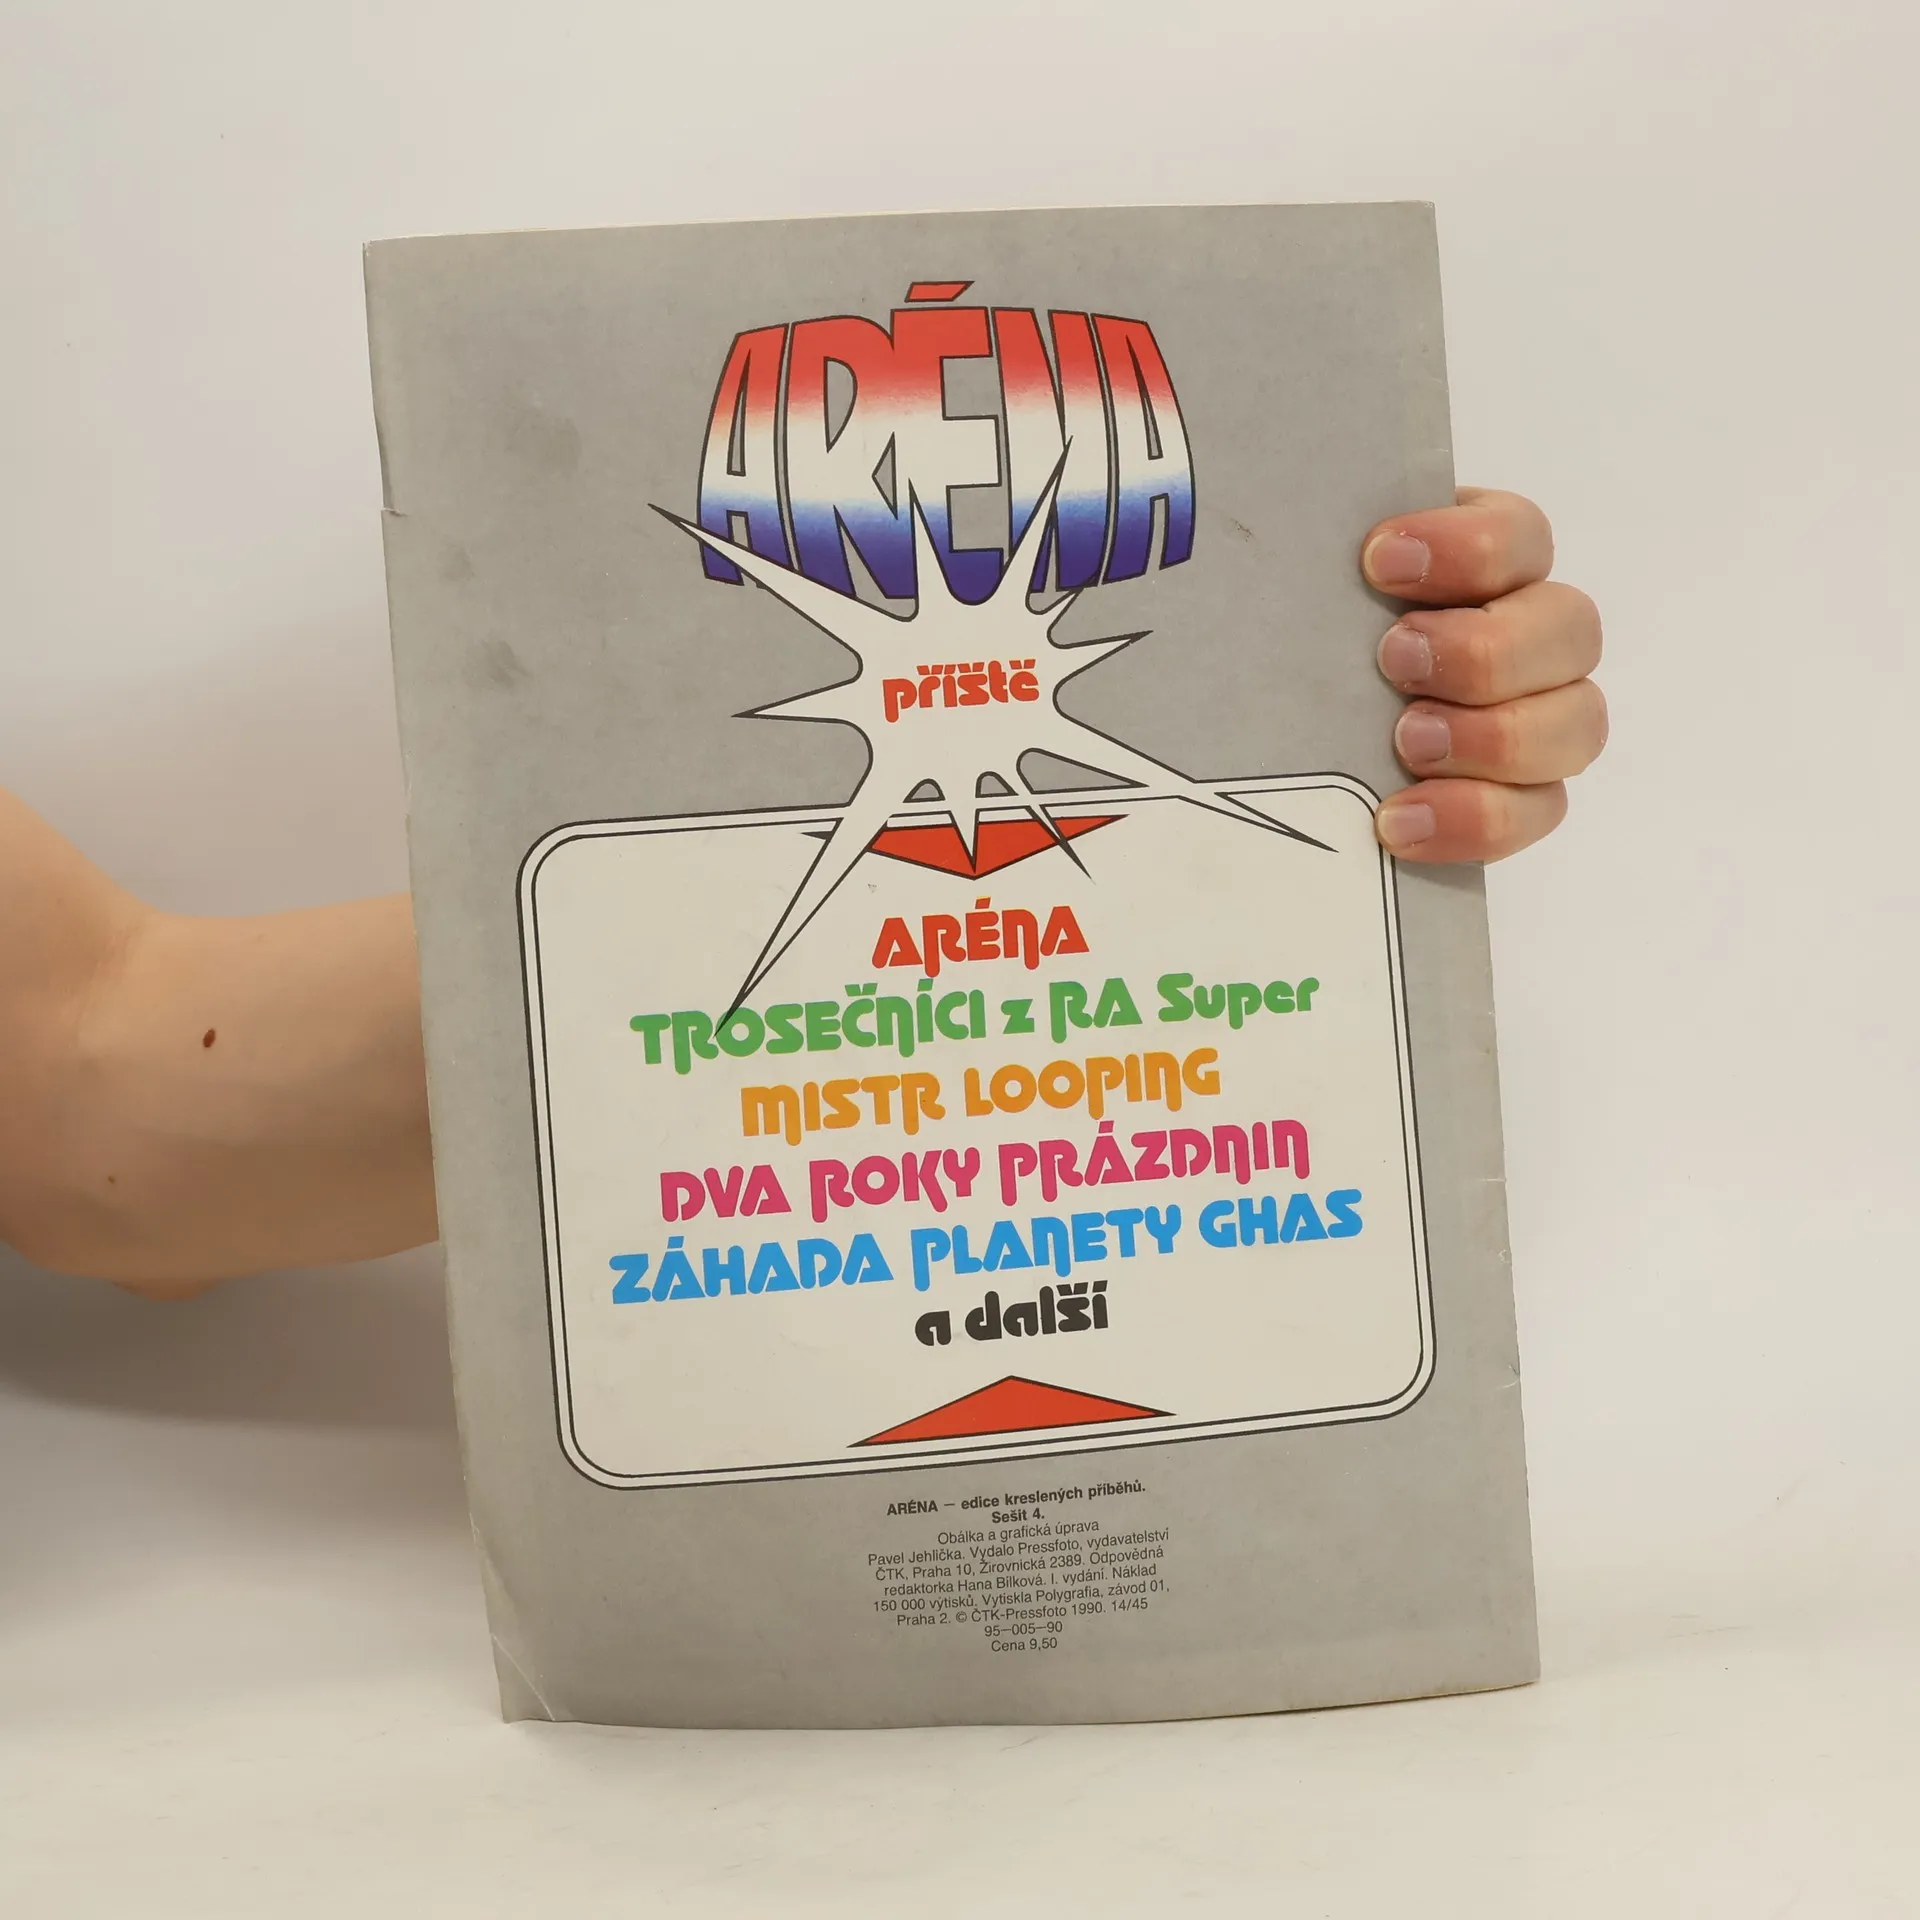 ARÉNA
příště
ARÉNA
TROSEČNÍCI z RA Super
MISTR LOOPING
DVA ROKY PRÁZDNIN
ZÁHADA PLANETY GHAS
a další
ARÉNA — edice kreslených příběhů.
Sešit 4.
Obálka a grafická úprava
Pavel Jehlička. Vydalo Pressfoto, vydavatelství
ČTK, Praha 10, Žirovnická 2389. Odpovědná
redaktorka Hana Bílková. I. vydání. Náklad
150 000 výtisků. Vytiskla Polygrafia, závod 01,
Praha 2. © ČTK-Pressfoto 1990. 14/45
95—005—90
Cena 9,50